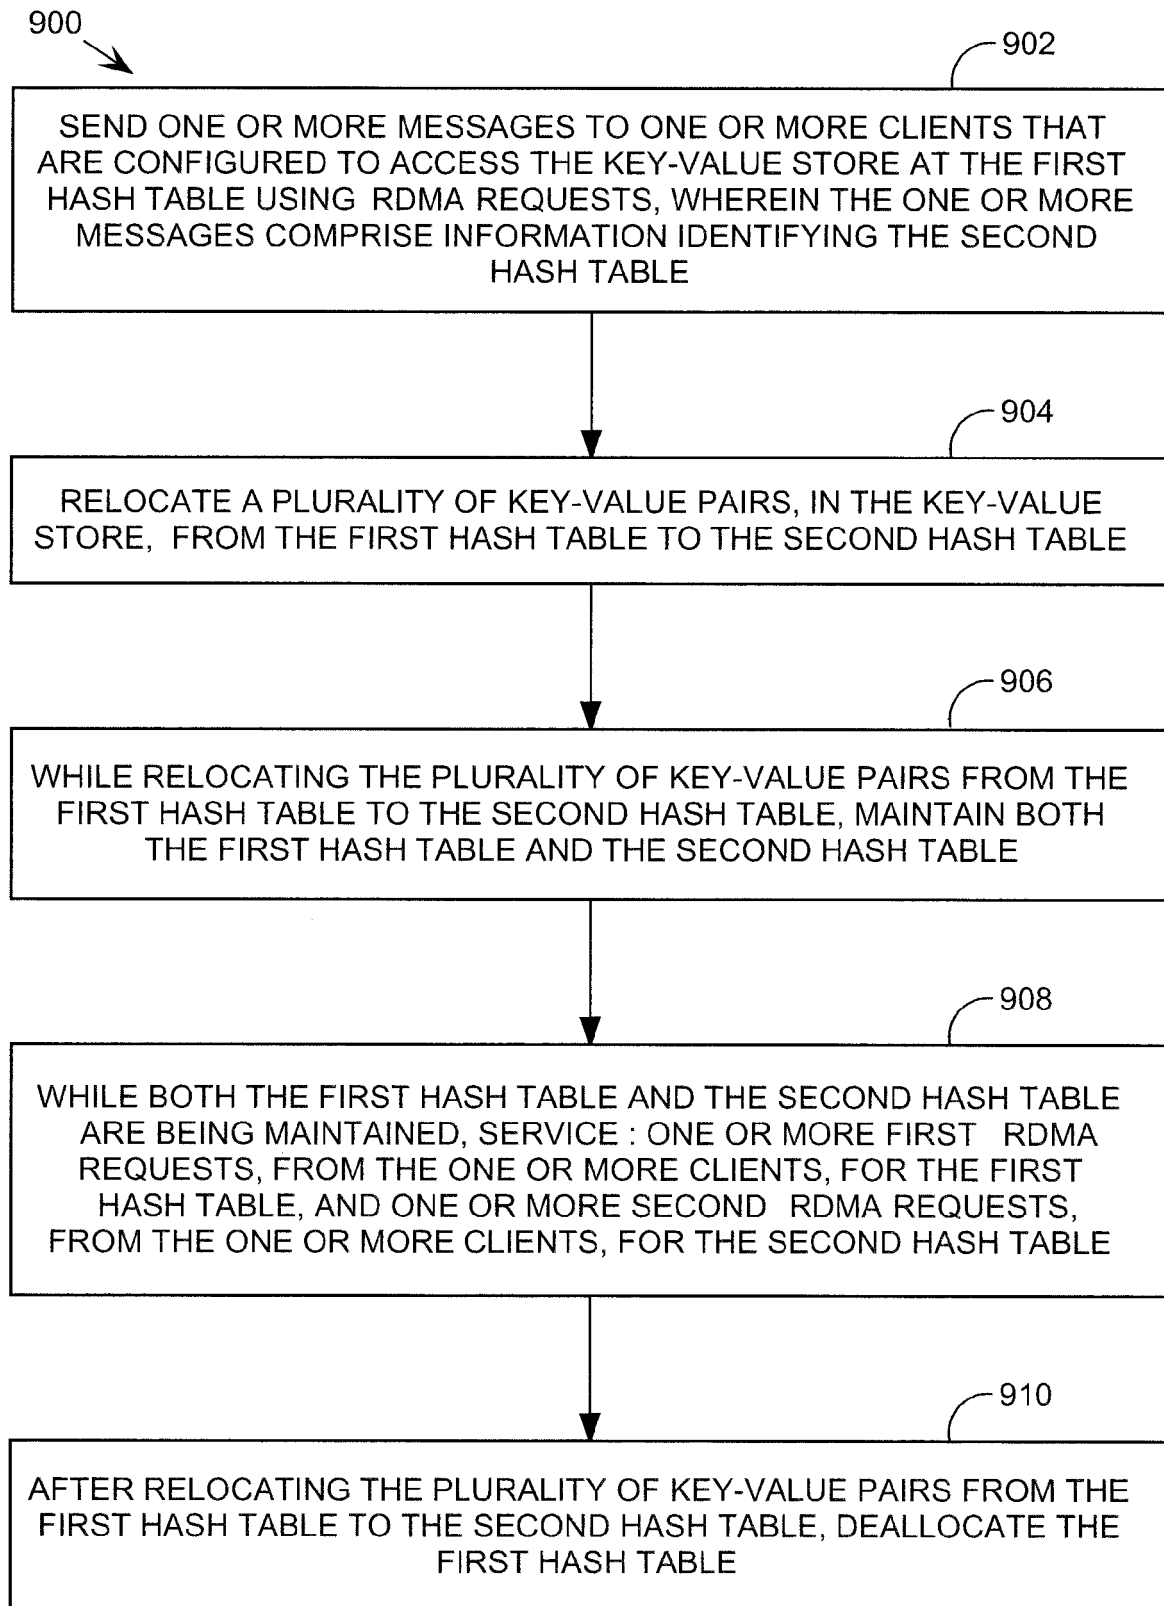 900
902
SEND ONE OR MORE MESSAGES TO ONE OR MORE CLIENTS THAT
ARE CONFIGURED TO ACCESS THE KEY-VALUE STORE AT THE FIRST
HASH TABLE USING RDMA REQUESTS, WHEREIN THE ONE OR MORE
MESSAGES COMPRISE INFORMATION IDENTIFYING THE SECOND
HASH TABLE
904
RELOCATE A PLURALITY OF KEY-VALUE PAIRS, IN THE KEY-VALUE
STORE, FROM THE FIRST HASH TABLE TO THE SECOND HASH TABLE
906
WHILE RELOCATING THE PLURALITY OF KEY-VALUE PAIRS FROM THE
FIRST HASH TABLE TO THE SECOND HASH TABLE, MAINTAIN BOTH
THE FIRST HASH TABLE AND THE SECOND HASH TABLE
908
WHILE BOTH THE FIRST HASH TABLE AND THE SECOND HASH TABLE
ARE BEING MAINTAINED, SERVICE : ONE OR MORE FIRST RDMA
REQUESTS, FROM THE ONE OR MORE CLIENTS, FOR THE FIRST
HASH TABLE, AND ONE OR MORE SECOND RDMA REQUESTS,
FROM THE ONE OR MORE CLIENTS, FOR THE SECOND HASH TABLE
910
AFTER RELOCATING THE PLURALITY OF KEY-VALUE PAIRS FROM THE
FIRST HASH TABLE TO THE SECOND HASH TABLE, DEALLOCATE THE
FIRST HASH TABLE